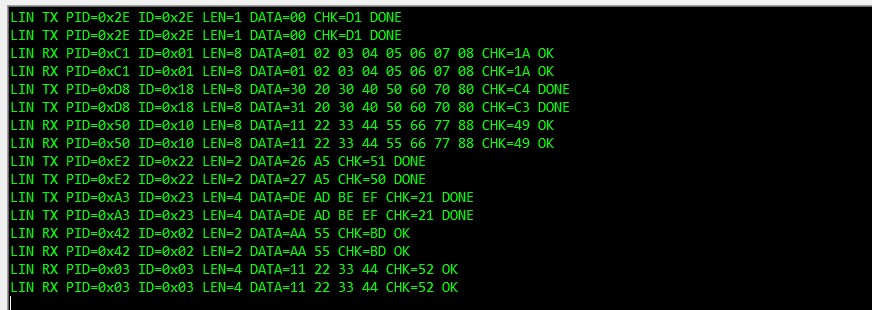 LIN TX PID=0x2E ID=0x2E LEN=1 DATA=00 CHK=D1 DONE
LIN TX PID=0x2E ID=0x2E LEN=1 DATA=00 CHK=D1 DONE
LIN RX PID=0xC1 ID=0x01 LEN=8 DATA=01 02 03 04 05 06 07 08 CHK=1A OK
LIN RX PID=0xC1 ID=0x01 LEN=8 DATA=01 02 03 04 05 06 07 08 CHK=1A OK
LIN TX PID=0xD8 ID=0x18 LEN=8 DATA=30 20 30 40 50 60 70 80 CHK=C4 DONE
LIN TX PID=0xD8 ID=0x18 LEN=8 DATA=31 20 30 40 50 60 70 80 CHK=C3 DONE
LIN RX PID=0x50 ID=0x10 LEN=8 DATA=11 22 33 44 55 66 77 88 CHK=49 OK
LIN RX PID=0x50 ID=0x10 LEN=8 DATA=11 22 33 44 55 66 77 88 CHK=49 OK
LIN TX PID=0xE2 ID=0x22 LEN=2 DATA=26 A5 CHK=51 DONE
LIN TX PID=0xE2 ID=0x22 LEN=2 DATA=27 A5 CHK=50 DONE
LIN TX PID=0xA3 ID=0x23 LEN=4 DATA=DE AD BE EF CHK=21 DONE
LIN TX PID=0xA3 ID=0x23 LEN=4 DATA=DE AD BE EF CHK=21 DONE
LIN RX PID=0x42 ID=0x02 LEN=2 DATA=AA 55 CHK=BD OK
LIN RX PID=0x42 ID=0x02 LEN=2 DATA=AA 55 CHK=BD OK
LIN RX PID=0x03 ID=0x03 LEN=4 DATA=11 22 33 44 CHK=52 OK
LIN RX PID=0x03 ID=0x03 LEN=4 DATA=11 22 33 44 CHK=52 OK